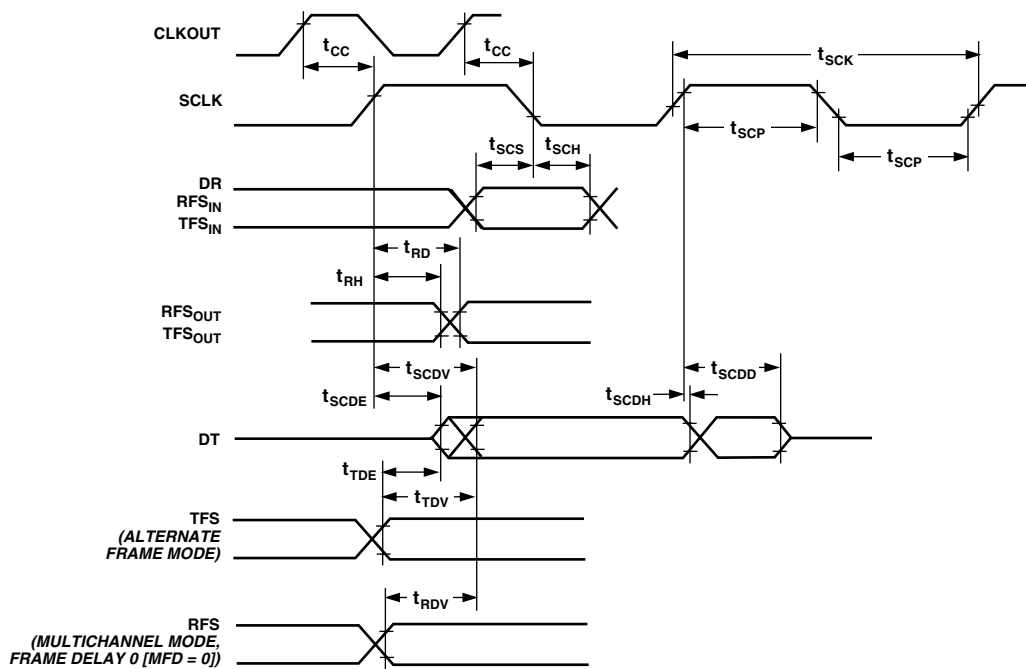 CLKOUT
tCC
tCC
tSCK
SCLK
tSCP
tSCP
tSCS
tSCH
DR
RFSIN
TFSIN
tRD
tRH
RFSOUT
TFSOUT
tSCDV
tSCDD
tSCDE
tSCDH
DT
tTDE
tTDV
TFS
(ALTERNATE
FRAME MODE)
tRDV
RFS
(MULTICHANNEL MODE,
FRAME DELAY 0 [MFD = 0])